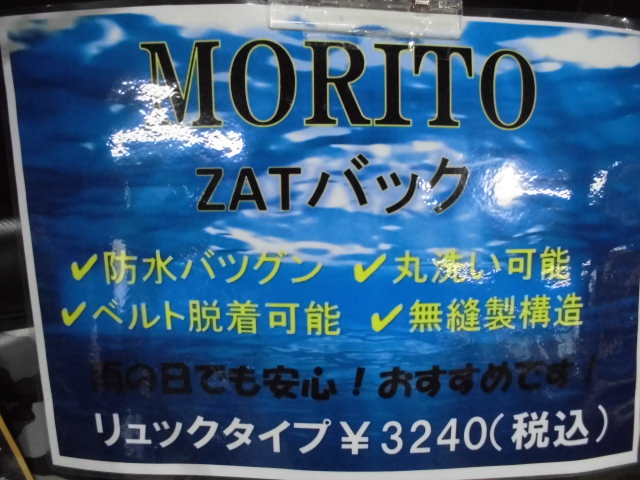 MORITO
ZATバック
✔防水バツグン ✔丸洗い可能
✔ベルト脱着可能 ✔無縫製構造
雨の日でも安心！おすすめです！
リュックタイプ￥3240(税込)